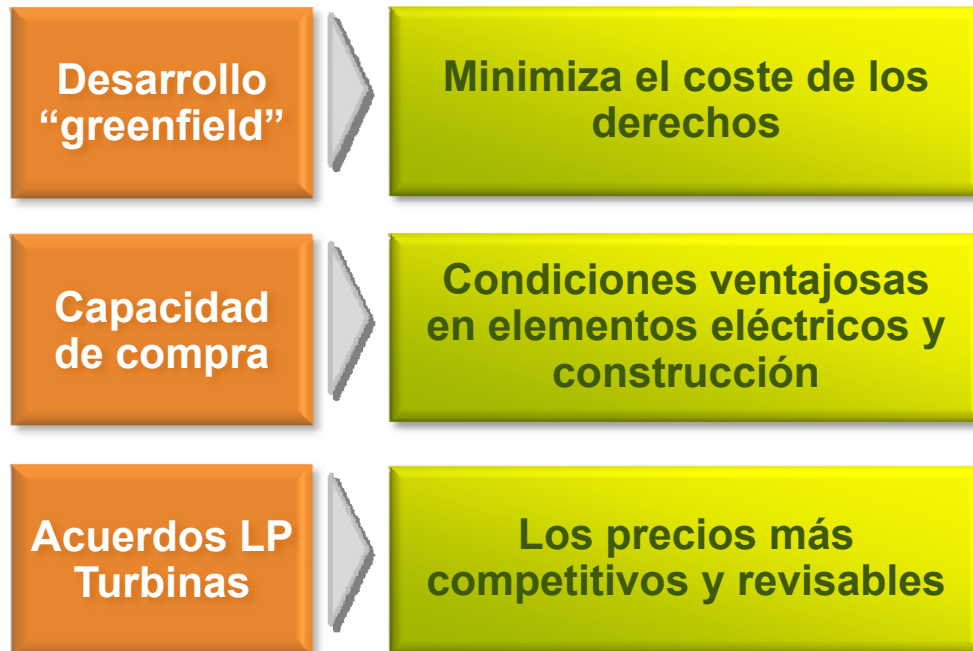 Desarrollo
“greenfield”
Minimiza el coste de los
derechos
Capacidad
de compra
Condiciones ventajosas
en elementos eléctricos y
construcción
Acuerdos LP
Turbinas
Los precios más
competitivos y revisables